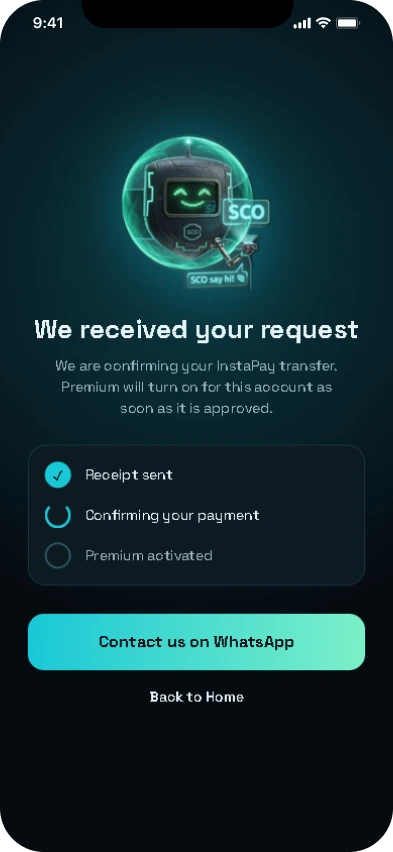 9:41
SCO
SCO
SCO say hi!
We received your request
We are confirming your InstaPay transfer.
Premium will turn on for this account as
soon as it is approved.
Receipt sent
Confirming your payment
Premium activated
Contact us on WhatsApp
Back to Home